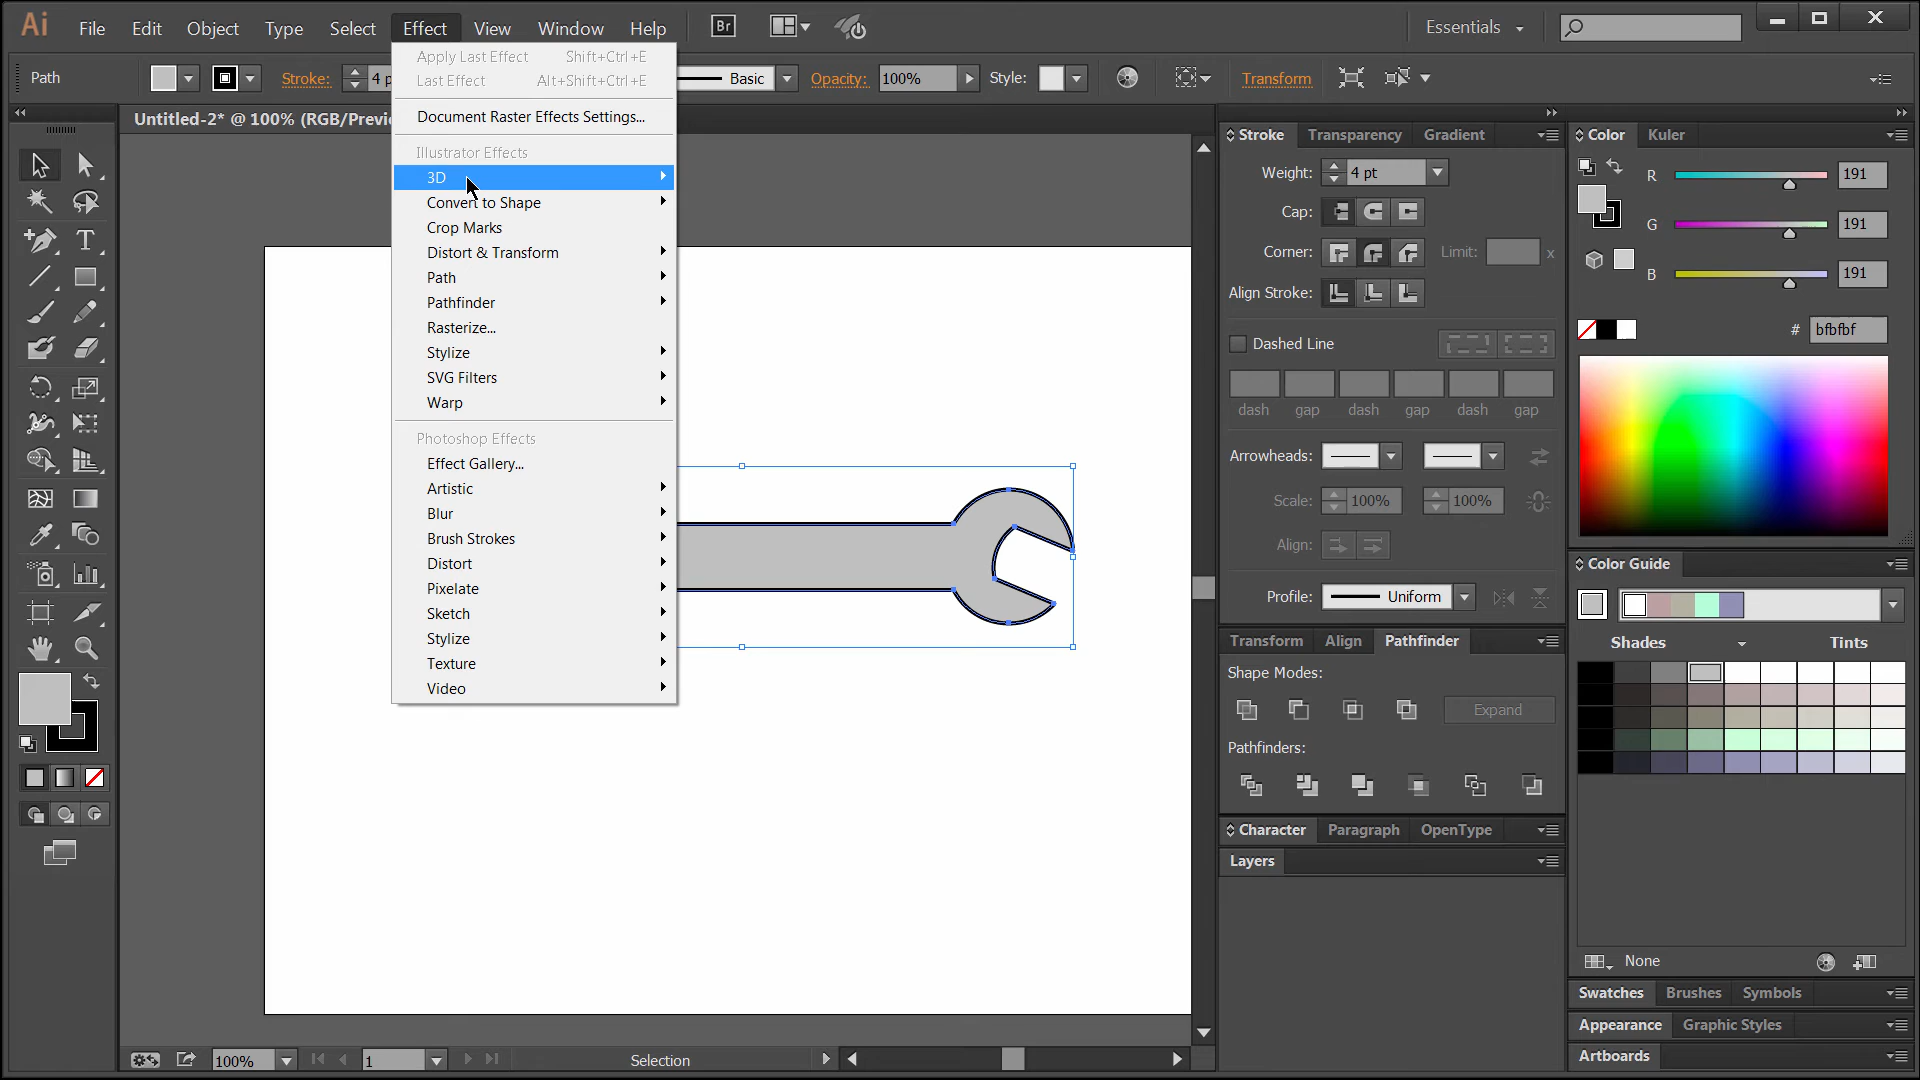 Ai File Edit Object Type Select Effect View Window Help Br Essentials
Path Stroke: 4 p Basic Opacity: 100% Style: Transform
Untitled-2* @ 100% (RGB/Previe
Apply Last Effect Shift+Ctrl+E
Last Effect Alt+Shift+Ctrl+E
Document Raster Effects Settings...
Illustrator Effects
3D
Convert to Shape
Crop Marks
Distort & Transform
Path
Pathfinder
Rasterize...
Stylize
SVG Filters
Warp
Photoshop Effects
Effect Gallery...
Artistic
Blur
Brush Strokes
Distort
Pixelate
Sketch
Stylize
Texture
Video
Stroke Transparency Gradient
Weight: 4 pt
Cap:
Corner: Limit: x
Align Stroke:
Dashed Line
dash gap dash gap dash gap
Arrowheads:
Scale: 100% 100%
Align:
Profile: Uniform
Transform Align Pathfinder
Shape Modes:
Expand
Pathfinders:
Character Paragraph OpenType
Layers
Color Kuler
R 191
G 191
B 191
# bfbfbf
Color Guide
Shades Tints
None
Swatches Brushes Symbols
Appearance Graphic Styles
Artboards
100% 1 Selection